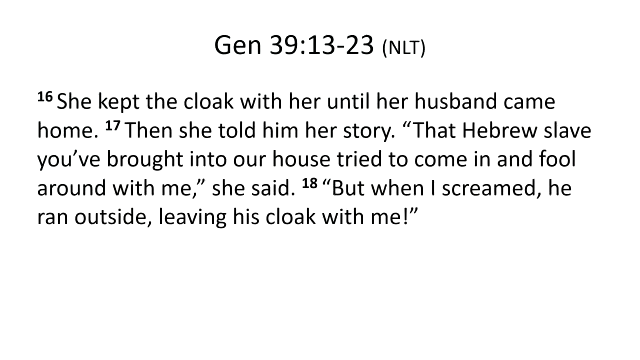 Gen 39:13-23 (NLT)
16 She kept the cloak with her until her husband came
home. 17 Then she told him her story. “That Hebrew slave
you’ve brought into our house tried to come in and fool
around with me,” she said. 18 “But when I screamed, he
ran outside, leaving his cloak with me!”